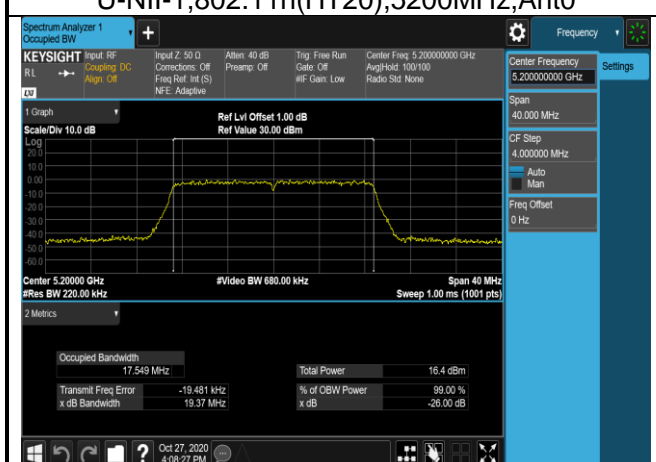 U-NII-1,802.11n(HT20),5200MHz,Ant0
Spectrum Analyzer 1
Occupied BW
+
Frequency
KEYSIGHT
Input: RF
Coupling: DC
Align: Off
RL
LXI
Input Z: 50 Ω
Corrections: Off
Freq Ref: Int (S)
NFE: Adaptive
Atten: 40 dB
Preamp: Off
Trig: Free Run
Gate: Off
#IF Gain: Low
Center Freq: 5.200000000 GHz
Avg|Hold: 100/100
Radio Std: None
Center Frequency
5.200000000 GHz
Settings
Span
40.000 MHz
CF Step
4.000000 MHz
Auto
Man
Freq Offset
0 Hz
1 Graph
Ref Lvl Offset 1.00 dB
Scale/Div 10.0 dB
Ref Value 30.00 dBm
Log
20.0
10.0
0.00
-10.0
-20.0
-30.0
-40.0
-50.0
-60.0
Center 5.20000 GHz
#Video BW 680.00 kHz
Span 40 MHz
#Res BW 220.00 kHz
Sweep 1.00 ms (1001 pts)
2 Metrics
Occupied Bandwidth
17.549 MHz
Total Power
16.4 dBm
Transmit Freq Error
-19.481 kHz
% of OBW Power
99.00 %
x dB Bandwidth
19.37 MHz
x dB
-26.00 dB
?
Oct 27, 2020
4:08:27 PM